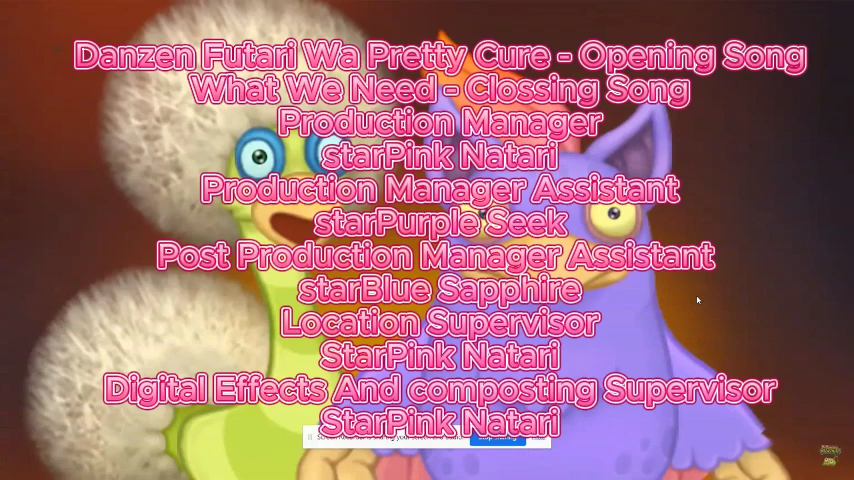 Danzen Futari Wa Pretty Cure - Opening Song
What We Need - Clossing Song
Production Manager
starPink Natari
Production Manager Assistant
starPurple Seek
Post Production Manager Assistant
starBlue Sapphire
Location Supervisor
StarPink Natari
Digital Effects And composting Supervisor
StarPink Natari